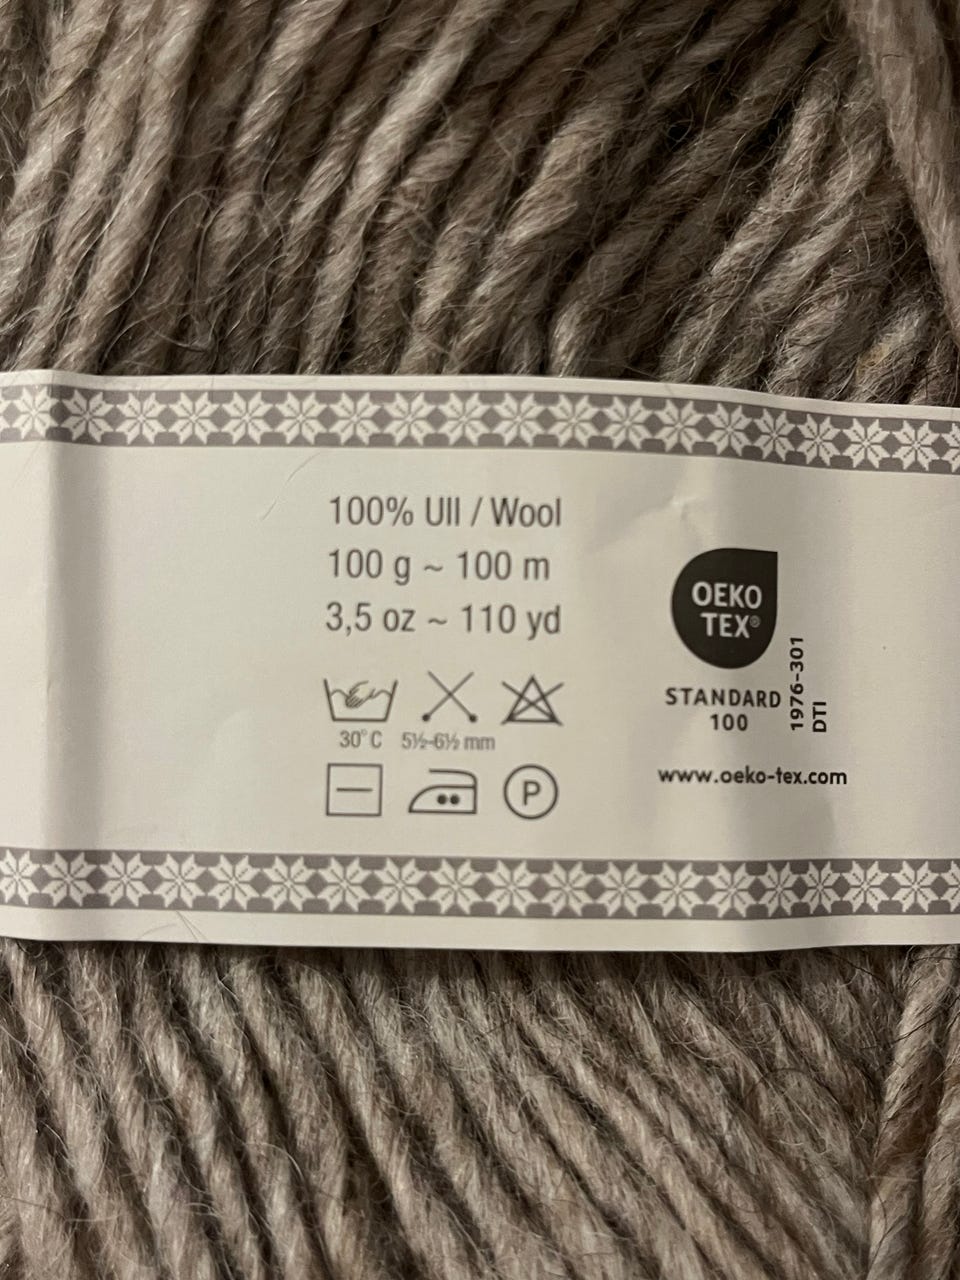 100% Ull / Wool
100 g ~ 100 m
3,5 oz ~ 110 yd
30°C
5½-6½ mm
P
OEKO
TEX®
STANDARD
100
1976-301
DTI
www.oeko-tex.com